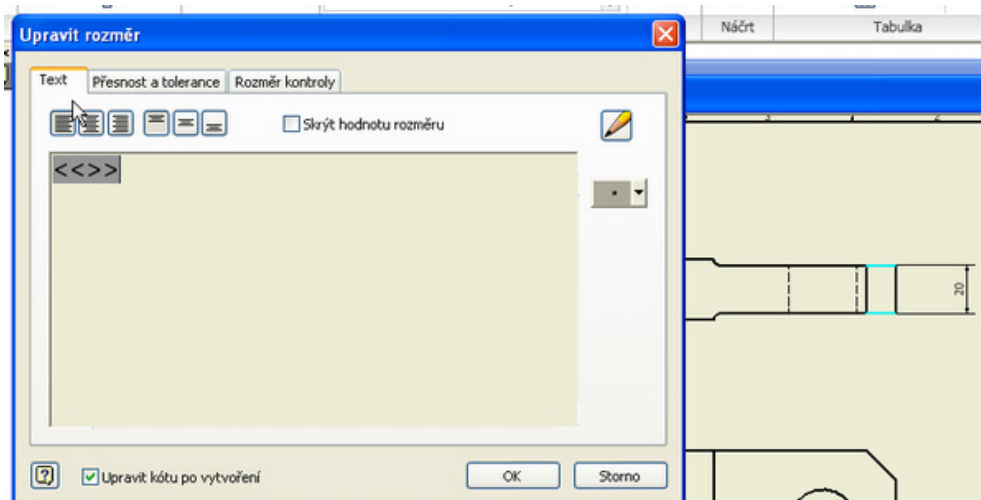 Náčrt
Tabulka
Upravit rozměr
Text
Přesnost a tolerance
Rozměr kontroly
Skrýt hodnotu rozměru
<<>>
20
Upravit kótu po vytvoření
OK
Storno